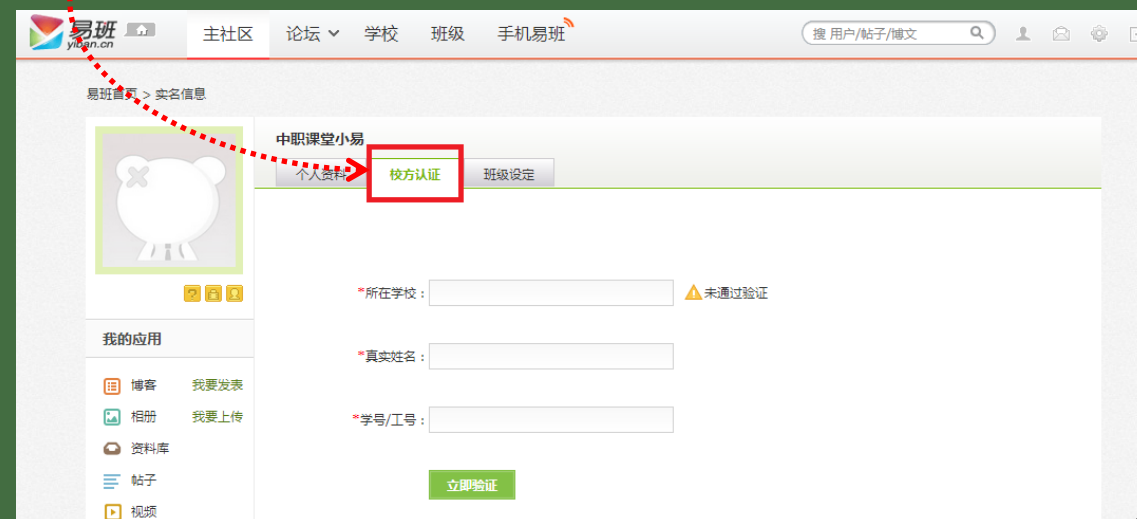 易班
yiban.cn
主社区 论坛 学校 班级 手机易班 搜 用户/帖子/博文
易班首页 > 实名信息
中职课堂小易
个人资料 校方认证 班级设定
*所在学校： 未通过验证
我的应用
*真实姓名：
博客 我要发表
相册 我要上传
*学号/工号：
资料库
帖子
立即验证
视频